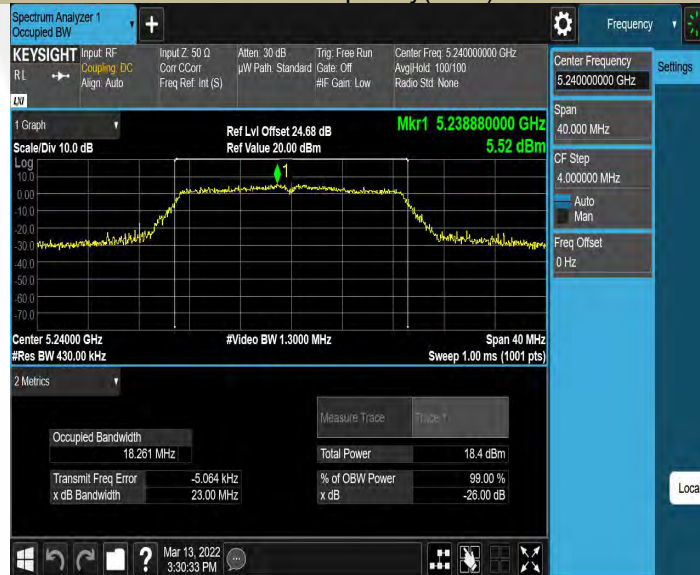 Spectrum Analyzer 1
Occupied BW
Frequency
KEYSIGHT
R L
LXI
Input: RF
Coupling: DC
Align: Auto
Input Z: 50 Ω
Corr CCorr
Freq Ref: Int (S)
Atten: 30 dB
µW Path: Standard
Trig: Free Run
Gate: Off
#IF Gain: Low
Center Freq: 5.240000000 GHz
Avg|Hold: 100/100
Radio Std: None
Center Frequency
5.240000000 GHz
Settings
Span
40.000 MHz
CF Step
4.000000 MHz
Auto
Man
Freq Offset
0 Hz
Loca
1 Graph
Scale/Div 10.0 dB
Ref Lvl Offset 24.68 dB
Ref Value 20.00 dBm
Mkr1 5.238880000 GHz
5.52 dBm
Log
10.0
0.00
-10.0
-20.0
-30.0
-40.0
-50.0
-60.0
-70.0
1
Center 5.24000 GHz
#Res BW 430.00 kHz
#Video BW 1.3000 MHz
Span 40 MHz
Sweep 1.00 ms (1001 pts)
2 Metrics
Measure Trace
Trace 1
Occupied Bandwidth
18.261 MHz
Total Power
18.4 dBm
Transmit Freq Error
-5.064 kHz
% of OBW Power
99.00 %
x dB Bandwidth
23.00 MHz
x dB
-26.00 dB
?
Mar 13, 2022
3:30:33 PM